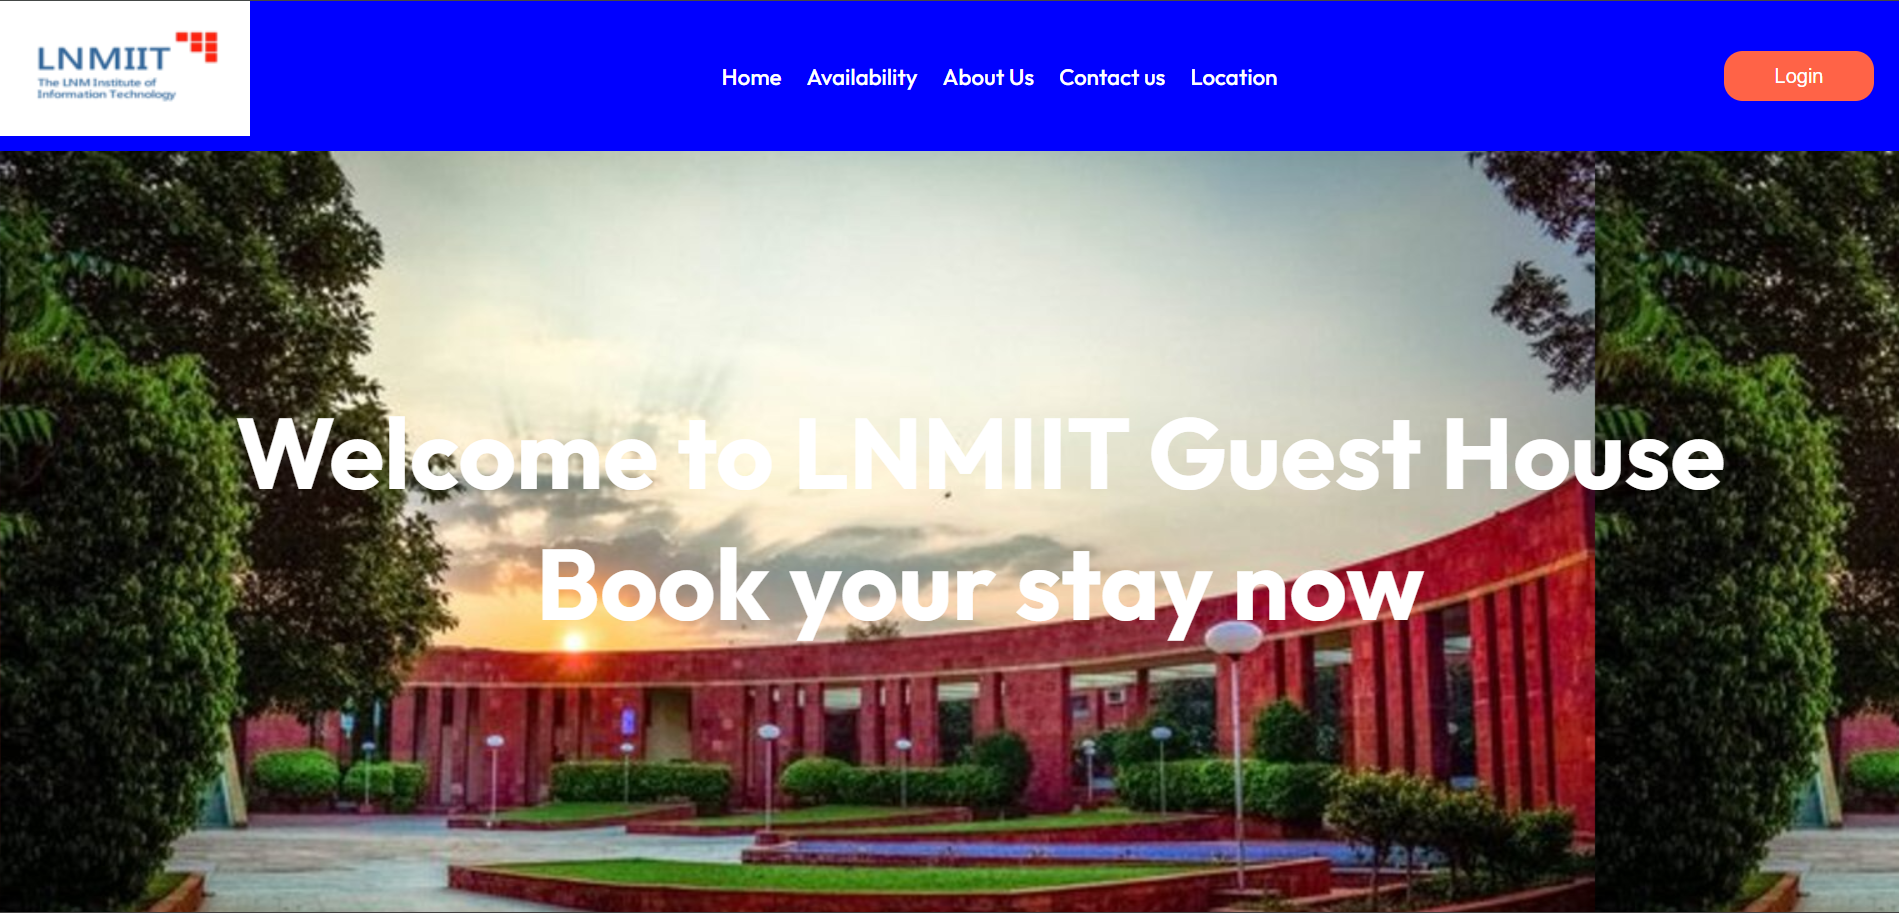 LNMIIT
The LNM Institute of
Information Technology
Home Availability About Us Contact us Location
Login
Welcome to LNMIIT Guest House
Book your stay now